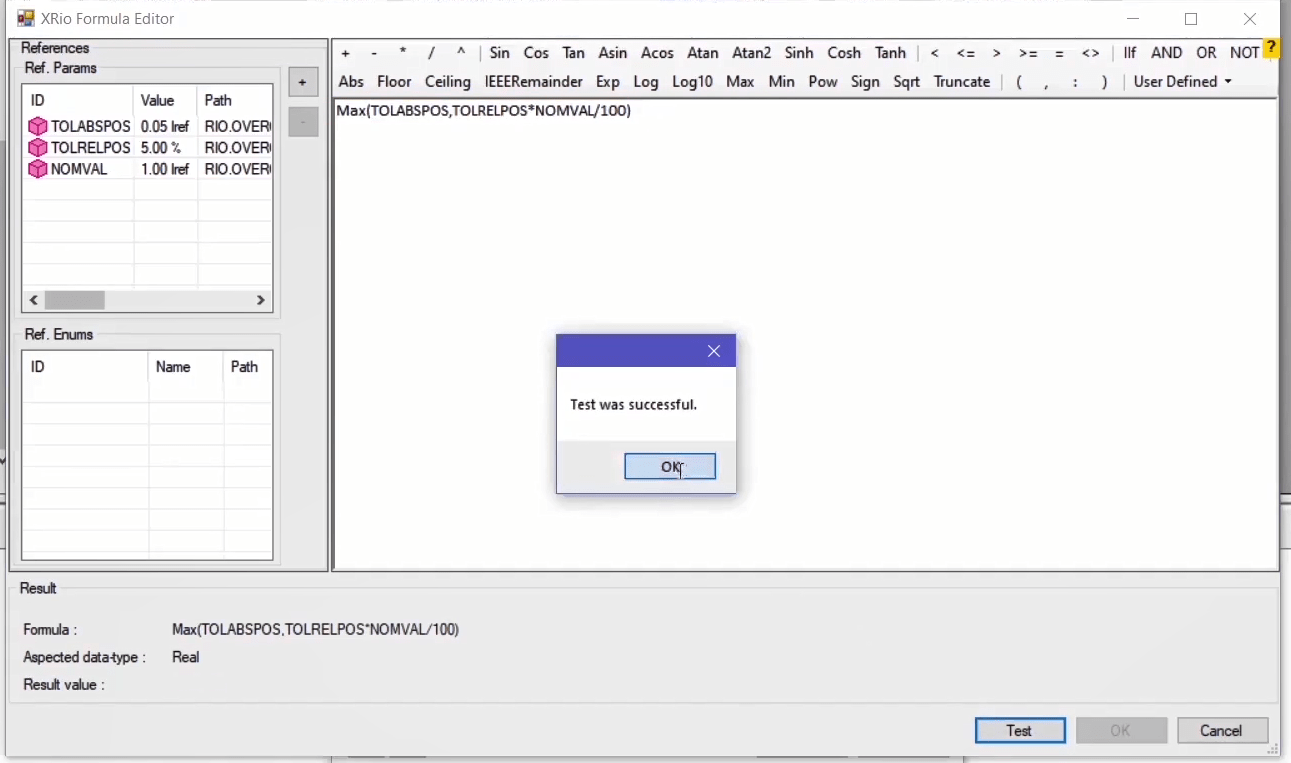 XRio Formula Editor
References
Ref. Params
ID Value Path
TOLABSPOS 0.05 Iref RIO.OVER
TOLRELPOS 5.00 % RIO.OVER
NOMVAL 1.00 Iref RIO.OVER
+
-
Ref. Enums
ID Name Path
+ - * / ^ Sin Cos Tan Asin Acos Atan Atan2 Sinh Cosh Tanh < <= > >= = <> IIf AND OR NOT ?
Abs Floor Ceiling IEEERemainder Exp Log Log10 Max Min Pow Sign Sqrt Truncate ( , : ) User Defined
Max(TOLABSPOS,TOLRELPOS*NOMVAL/100)
Test was successful.
OK
Result
Formula : Max(TOLABSPOS,TOLRELPOS*NOMVAL/100)
Aspected data-type : Real
Result value :
Test OK Cancel